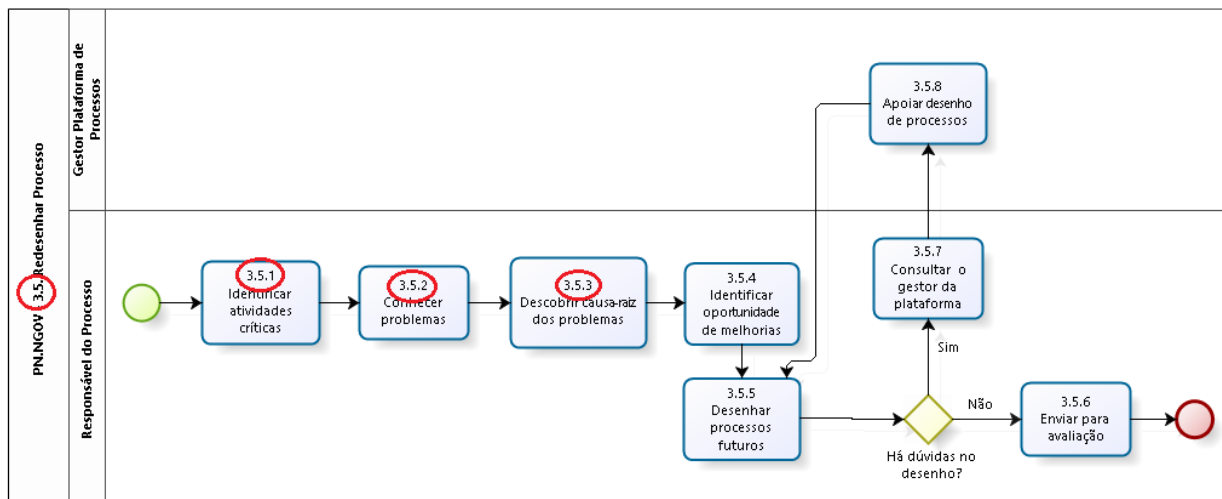 PN.NGOV - 3.5. Redesenhar Processo
Gestor Plataforma de
Processos
Responsável do Processo
3.5.1
Identificar
atividades
críticas
3.5.2
Conhecer
problemas
3.5.3
Descobrir causa-raiz
dos problemas
3.5.4
Identificar
oportunidade
de melhorias
3.5.5
Desenhar
processos
futuros
Há dúvidas no
desenho?
Sim
Não
3.5.6
Enviar para
avaliação
3.5.7
Consultar o
gestor da
plataforma
3.5.8
Apoiar desenho
de processos